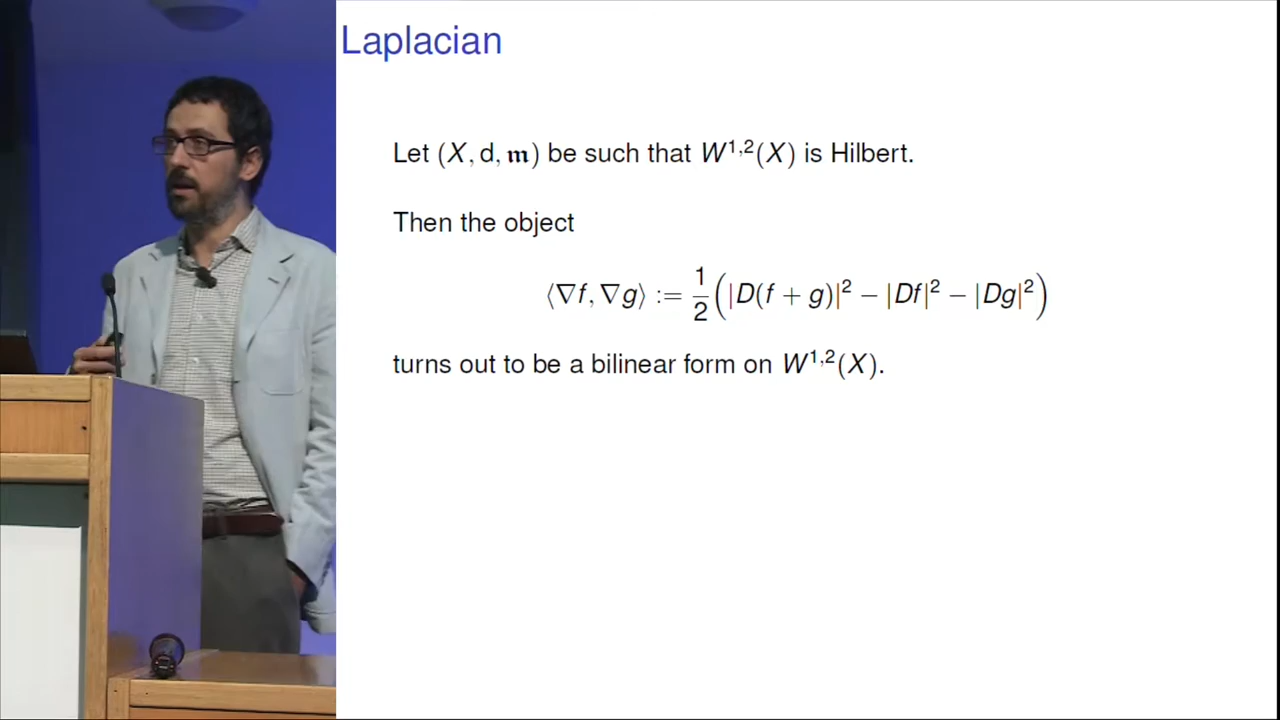 Laplacian
Let (X, d, 𝔪) be such that W^{1,2}(X) is Hilbert.
Then the object
⟨∇f, ∇g⟩ := \frac{1}{2}(|D(f + g)|² − |Df|² − |Dg|²)
turns out to be a bilinear form on W^{1,2}(X).